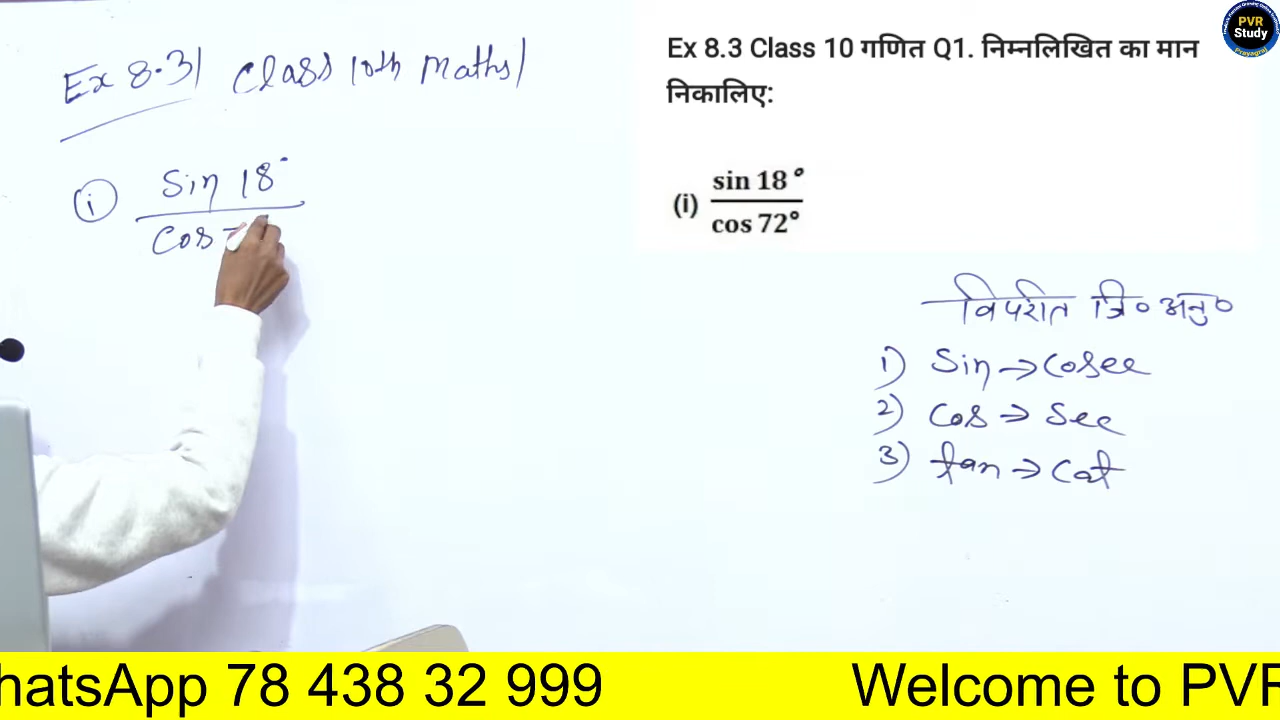 Ex 8.3| Class 10th Maths|
(i) Sin 18°
Cos 7
Ex 8.3 Class 10 गणित Q1. निम्नलिखित का मान
निकालिए:
(i) sin 18°
cos 72°
विपरीत त्रि० अनु०
1) Sin → Cosec
2) Cos → Sec
3) tan → Cot
PVR
Study
Prayagraj
hatsApp 78 438 32 999
Welcome to PVR